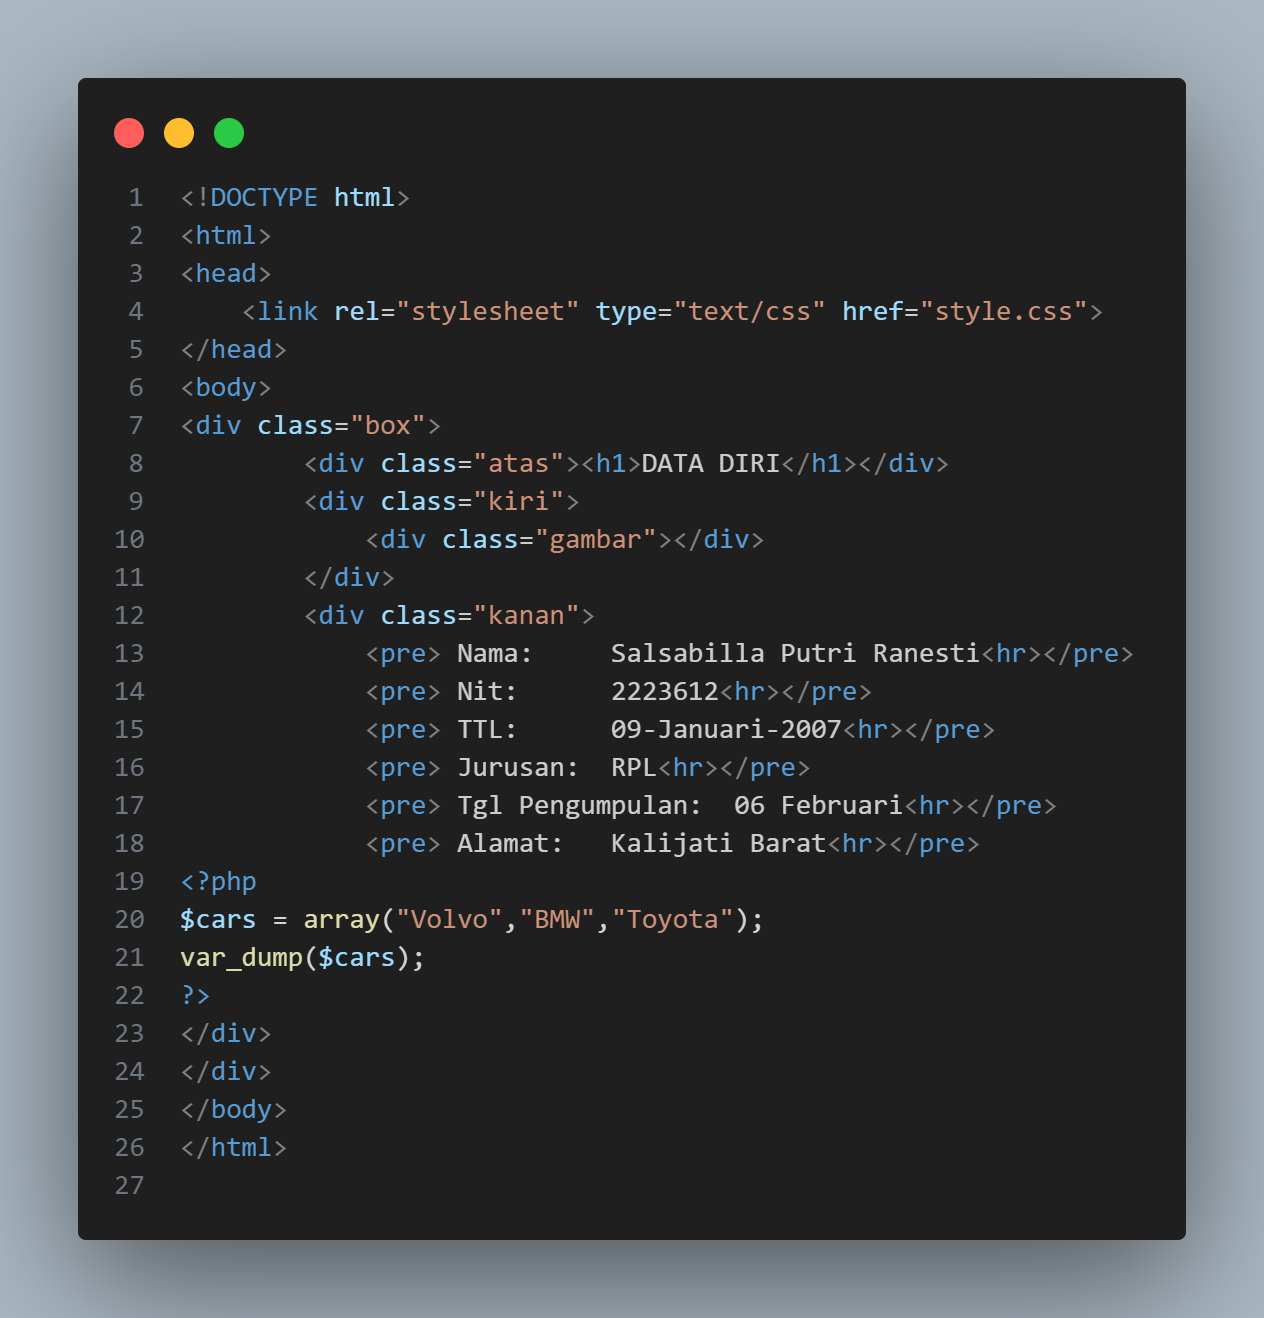 1 <!DOCTYPE html>
2 <html>
3 <head>
4     <link rel="stylesheet" type="text/css" href="style.css">
5 </head>
6 <body>
7 <div class="box">
8         <div class="atas"><h1>DATA DIRI</h1></div>
9         <div class="kiri">
10             <div class="gambar"></div>
11         </div>
12         <div class="kanan">
13             <pre> Nama:     Salsabilla Putri Ranesti<hr></pre>
14             <pre> Nit:      2223612<hr></pre>
15             <pre> TTL:      09-Januari-2007<hr></pre>
16             <pre> Jurusan:  RPL<hr></pre>
17             <pre> Tgl Pengumpulan:  06 Februari<hr></pre>
18             <pre> Alamat:   Kalijati Barat<hr></pre>
19 <?php
20 $cars = array("Volvo","BMW","Toyota");
21 var_dump($cars);
22 ?>
23 </div>
24 </div>
25 </body>
26 </html>
27